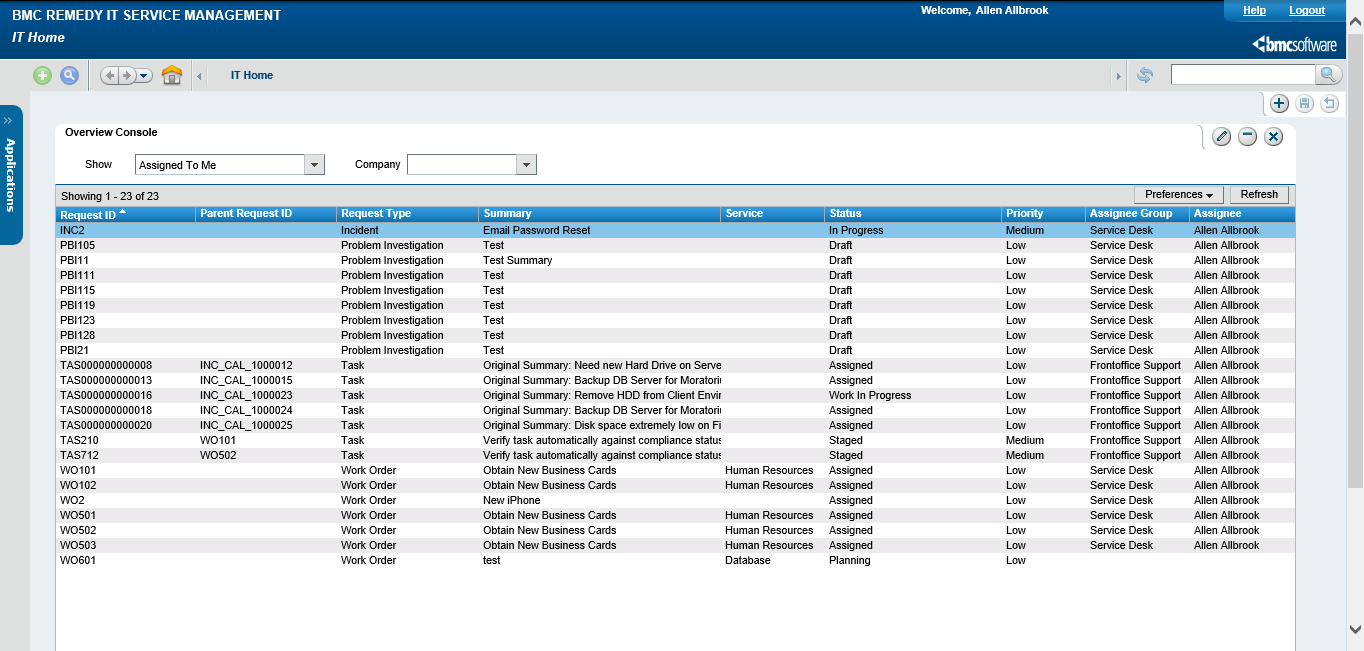 BMC REMEDY IT SERVICE MANAGEMENT
Welcome, Allen Allbrook
Help Logout
IT Home
bmcsoftware
IT Home
Applications
Overview Console
Show Assigned To Me Company
Showing 1 - 23 of 23 Preferences Refresh
Request ID Parent Request ID Request Type Summary Service Status Priority Assignee Group Assignee
INC2 Incident Email Password Reset In Progress Medium Service Desk Allen Allbrook
PBI105 Problem Investigation Test Draft Low Service Desk Allen Allbrook
PBI11 Problem Investigation Test Summary Draft Low Service Desk Allen Allbrook
PBI111 Problem Investigation Test Draft Low Service Desk Allen Allbrook
PBI115 Problem Investigation Test Draft Low Service Desk Allen Allbrook
PBI119 Problem Investigation Test Draft Low Service Desk Allen Allbrook
PBI123 Problem Investigation Test Draft Low Service Desk Allen Allbrook
PBI128 Problem Investigation Test Draft Low Service Desk Allen Allbrook
PBI21 Problem Investigation Test Draft Low Service Desk Allen Allbrook
TAS000000000008 INC_CAL_1000012 Task Original Summary: Need new Hard Drive on Serve Assigned Low Frontoffice Support Allen Allbrook
TAS000000000013 INC_CAL_1000015 Task Original Summary: Backup DB Server for Moratori Assigned Low Frontoffice Support Allen Allbrook
TAS000000000016 INC_CAL_1000023 Task Original Summary: Remove HDD from Client Envir Work In Progress Low Frontoffice Support Allen Allbrook
TAS000000000018 INC_CAL_1000024 Task Original Summary: Backup DB Server for Moratori Assigned Low Frontoffice Support Allen Allbrook
TAS000000000020 INC_CAL_1000025 Task Original Summary: Disk space extremely low on Fi Assigned Low Frontoffice Support Allen Allbrook
TAS210 WO101 Task Verify task automatically against compliance status Staged Medium Frontoffice Support Allen Allbrook
TAS712 WO502 Task Verify task automatically against compliance status Staged Medium Frontoffice Support Allen Allbrook
WO101 Work Order Obtain New Business Cards Human Resources Assigned Low Service Desk Allen Allbrook
WO102 Work Order Obtain New Business Cards Human Resources Assigned Low Service Desk Allen Allbrook
WO2 Work Order New iPhone Assigned Low Service Desk Allen Allbrook
WO501 Work Order Obtain New Business Cards Human Resources Assigned Low Service Desk Allen Allbrook
WO502 Work Order Obtain New Business Cards Human Resources Assigned Low Service Desk Allen Allbrook
WO503 Work Order Obtain New Business Cards Human Resources Assigned Low Service Desk Allen Allbrook
WO601 Work Order test Database Planning Low